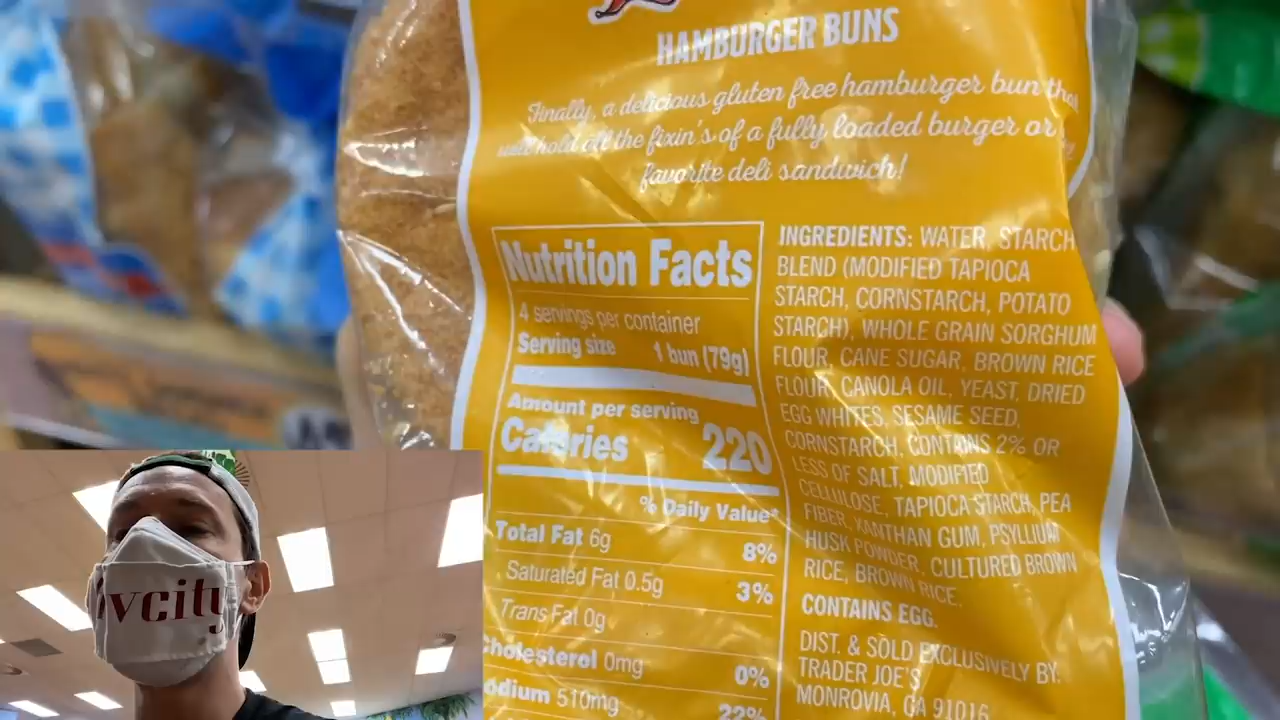 HAMBURGER BUNS
Finally, a delicious gluten free hamburger bun that
will hold all the fixin's of a fully loaded burger or
favorite deli sandwich!
Nutrition Facts
4 servings per container
Serving size 1 bun (79g)
Amount per serving
Calories 220
% Daily Value*
Total Fat 6g 8%
Saturated Fat 0.5g 3%
Trans Fat 0g
Cholesterol 0mg 0%
odium 510mg 22%
INGREDIENTS: WATER, STARCH
BLEND (MODIFIED TAPIOCA
STARCH, CORNSTARCH, POTATO
STARCH), WHOLE GRAIN SORGHUM
FLOUR, CANE SUGAR, BROWN RICE
FLOUR, CANOLA OIL, YEAST, DRIED
EGG WHITES, SESAME SEED,
CORNSTARCH, CONTAINS 2% OR
LESS OF SALT, MODIFIED
CELLULOSE, TAPIOCA STARCH, PEA
FIBER, XANTHAN GUM, PSYLLIUM
HUSK POWDER, CULTURED BROWN
RICE, BROWN RICE.
CONTAINS EGG.
DIST. & SOLD EXCLUSIVELY BY:
TRADER JOE'S
MONROVIA, CA 91016
ivcity